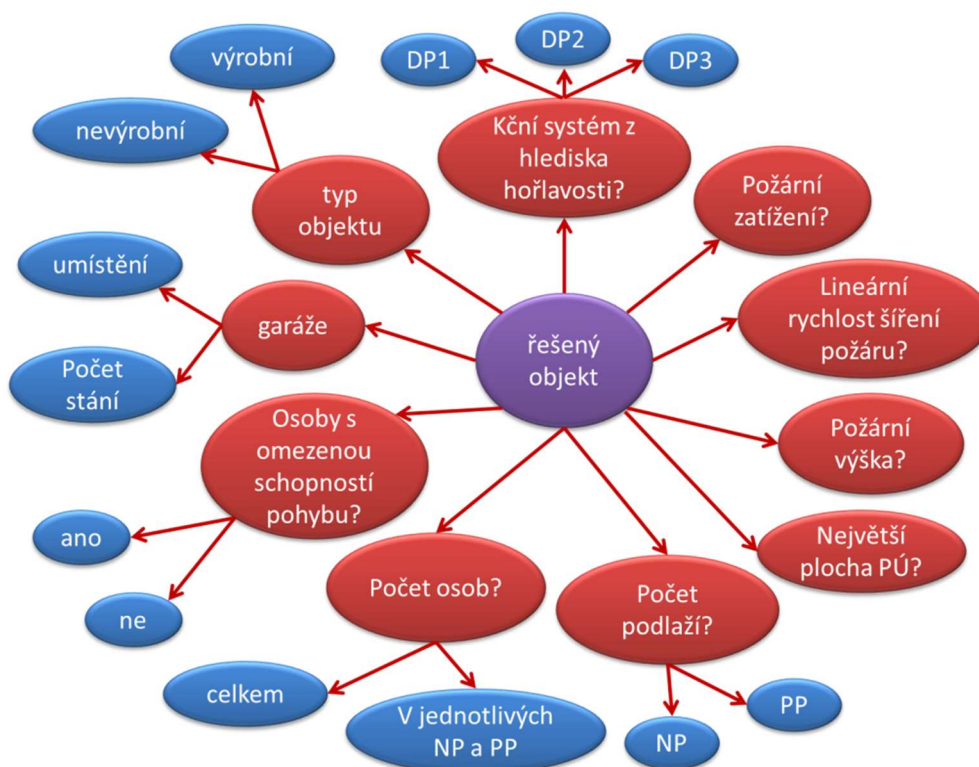 výrobní
nevýrobní
typ
objektu
DP1
DP2
DP3
Kční systém z
hlediska
hořlavosti?
Požární
zatížení?
umístění
garáže
Počet
stání
řešený
objekt
Lineární
rychlost šíření
požáru?
Osoby s
omezenou
schopností
pohybu?
ano
ne
Požární
výška?
Největší
plocha PÚ?
Počet osob?
celkem
V jednotlivých
NP a PP
Počet
podlaží?
NP
PP